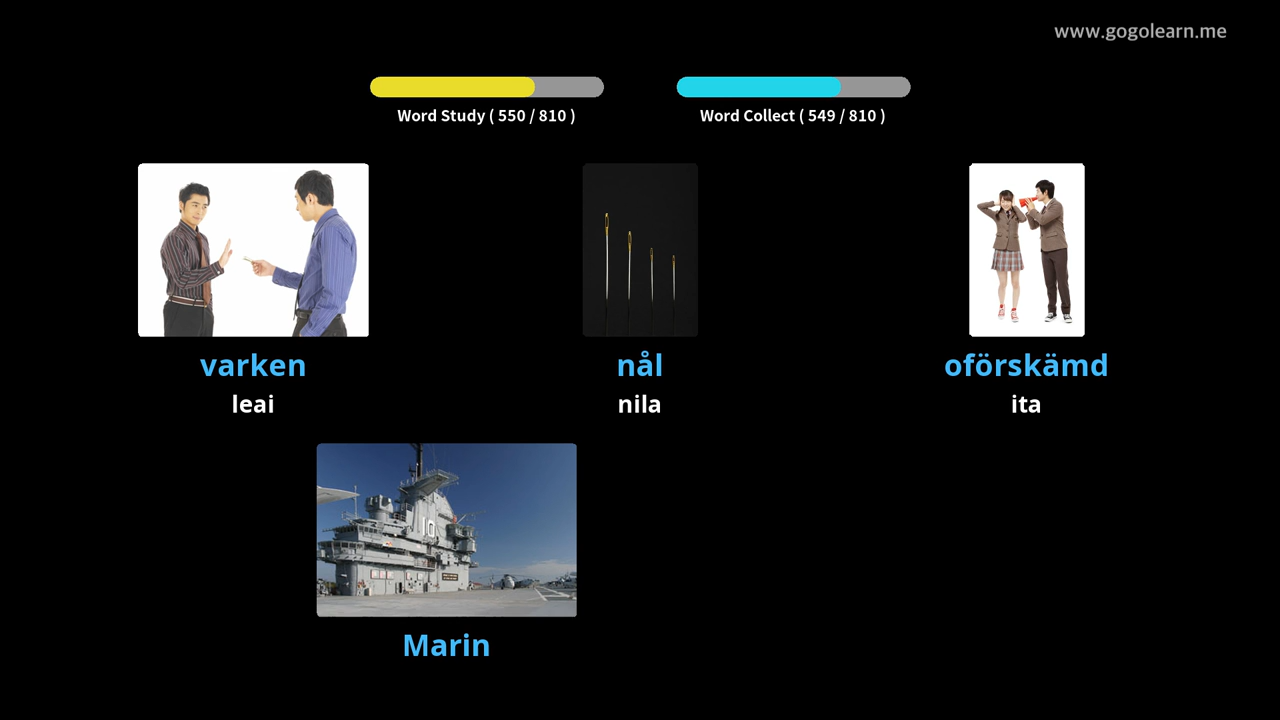 www.gogolearn.me
Word Study ( 550 / 810 )
Word Collect ( 549 / 810 )
varken
leai
nål
nila
oförskämd
ita
Marin